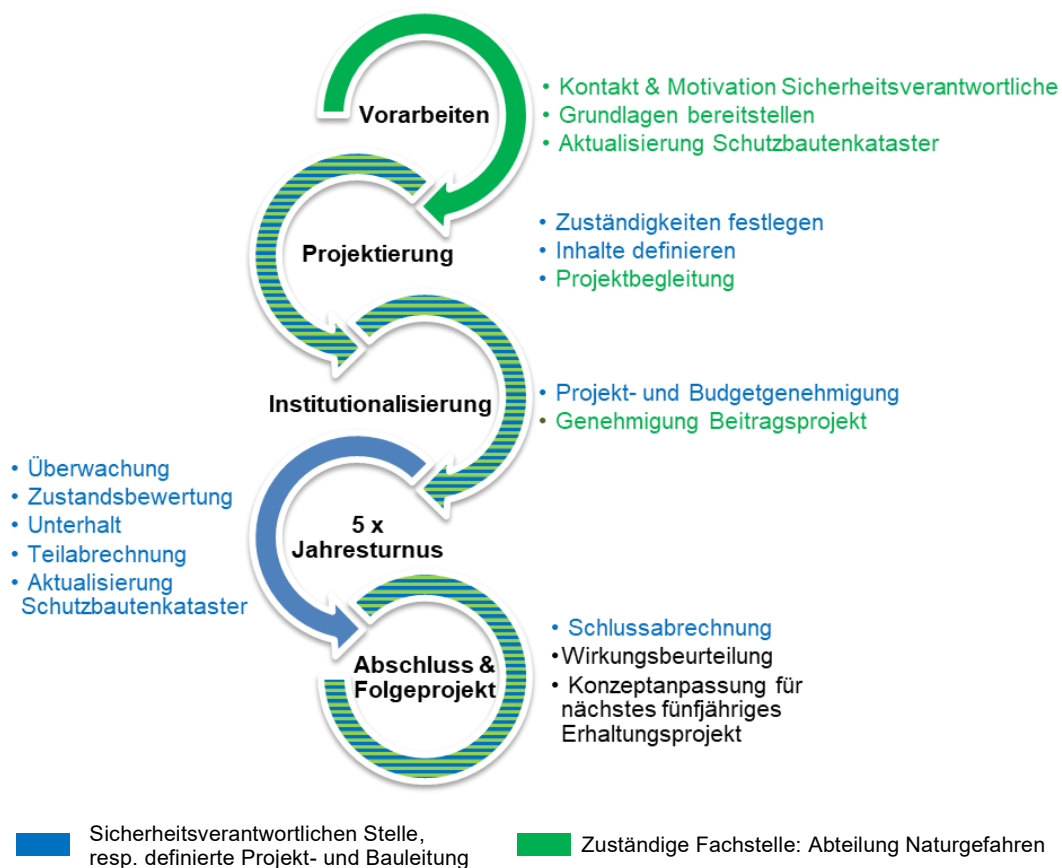 Vorarbeiten
• Kontakt & Motivation Sicherheitsverantwortliche
• Grundlagen bereitstellen
• Aktualisierung Schutzbautenkataster
Projektierung
• Zuständigkeiten festlegen
• Inhalte definieren
• Projektbegleitung
Institutionalisierung
• Projekt- und Budgetgenehmigung
• Genehmigung Beitragsprojekt
• Überwachung
• Zustandsbewertung
• Unterhalt
• Teilabrechnung
• Aktualisierung
Schutzbautenkataster
5 x
Jahresturnus
Abschluss &
Folgeprojekt
• Schlussabrechnung
•Wirkungsbeurteilung
• Konzeptanpassung für
nächstes fünfjähriges
Erhaltungsprojekt
Sicherheitsverantwortlichen Stelle,
resp. definierte Projekt- und Bauleitung
Zuständige Fachstelle: Abteilung Naturgefahren